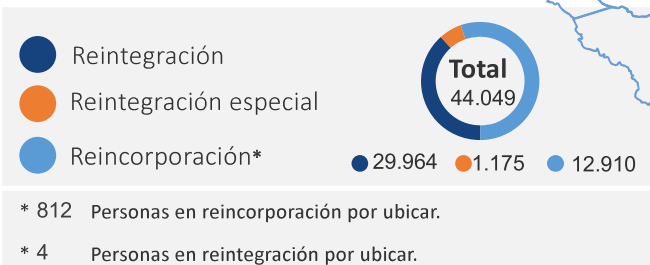 Reintegración
Reintegración especial
Reincorporación*
Total
44.049
29.964 1.175 12.910
* 812 Personas en reincorporación por ubicar.
* 4 Personas en reintegración por ubicar.